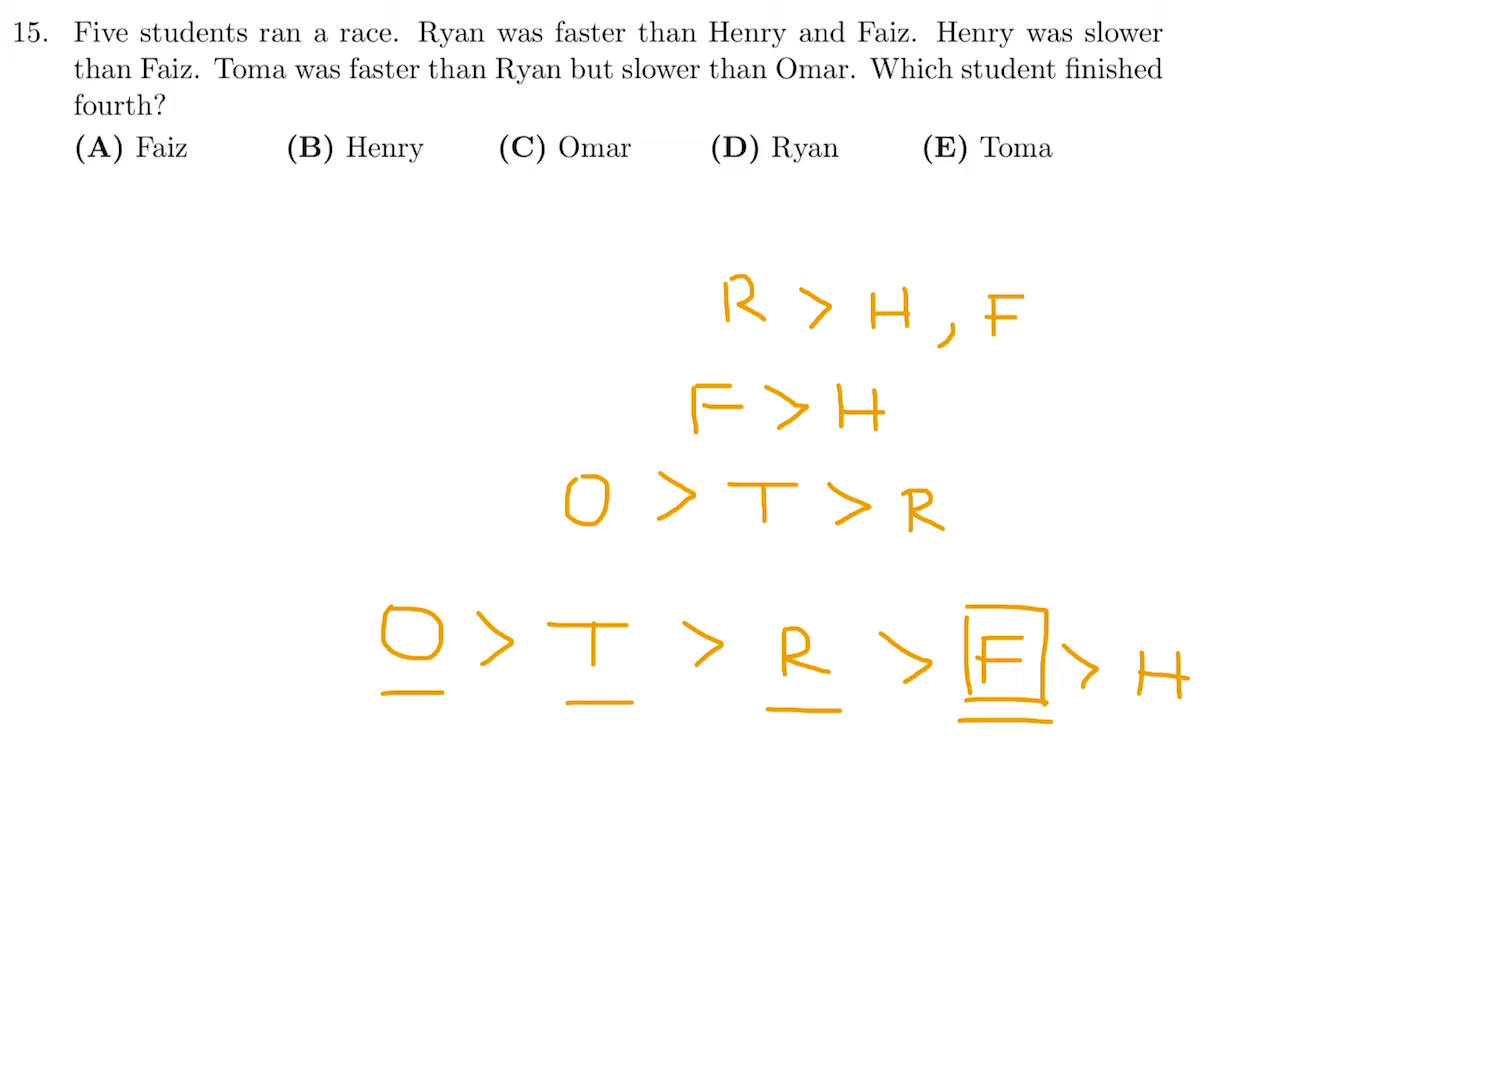 15. Five students ran a race. Ryan was faster than Henry and Faiz. Henry was slower
than Faiz. Toma was faster than Ryan but slower than Omar. Which student finished
fourth?
(A) Faiz (B) Henry (C) Omar (D) Ryan (E) Toma
R > H , F
F > H
O > T > R
O > T > R > F > H